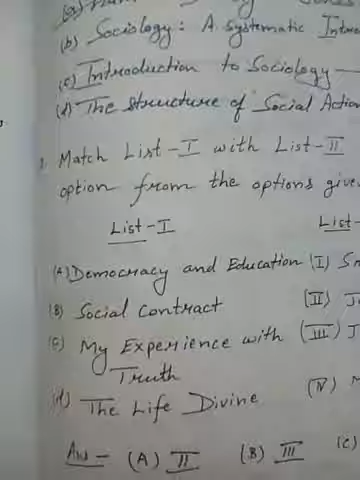 (b) Sociology: A Systematic
(c) Introduction to Sociology —
(d) The Structure of Social Action
Match List-I with List-II
option from the options give
List-I List-
(A) Democracy and Education (I)
(B) Social Contract (II) J
(C) My Experience with (III) J
Truth
(d) The Life Divine (IV)
Ans - (A) II (B) III (C)